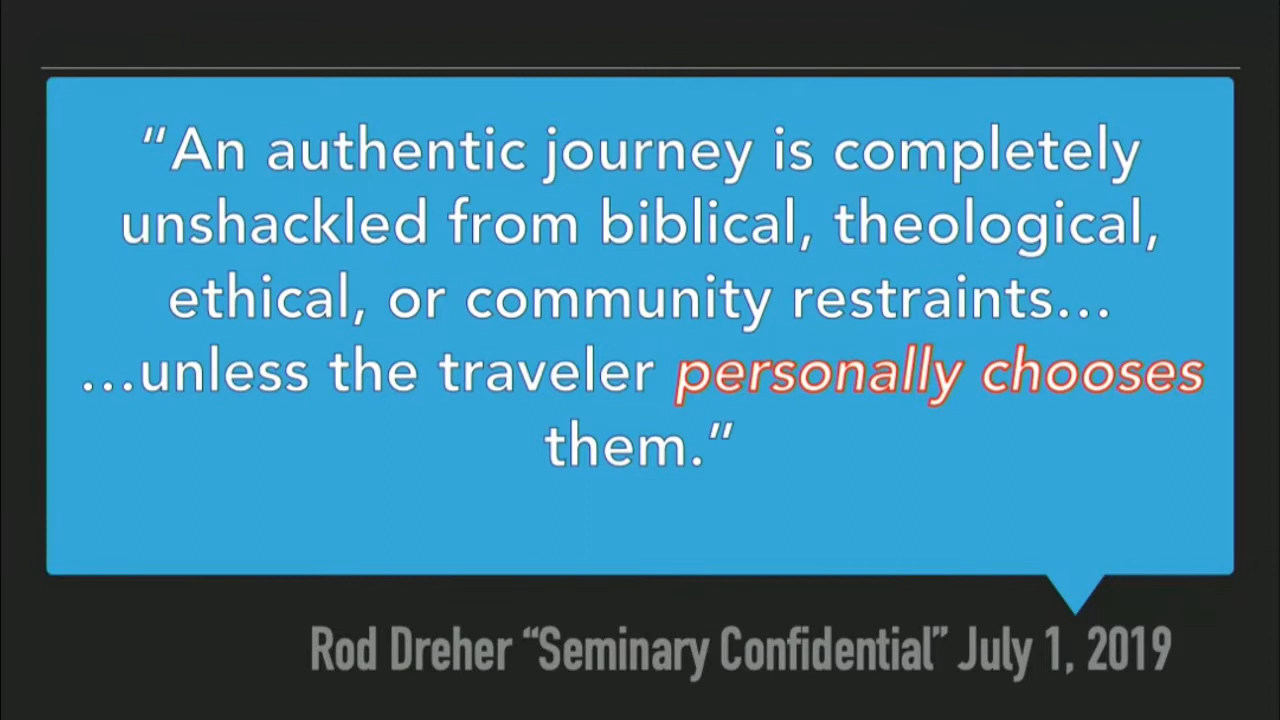 “An authentic journey is completely
unshackled from biblical, theological,
ethical, or community restraints…
…unless the traveler personally chooses
them.”
Rod Dreher “Seminary Confidential” July 1, 2019